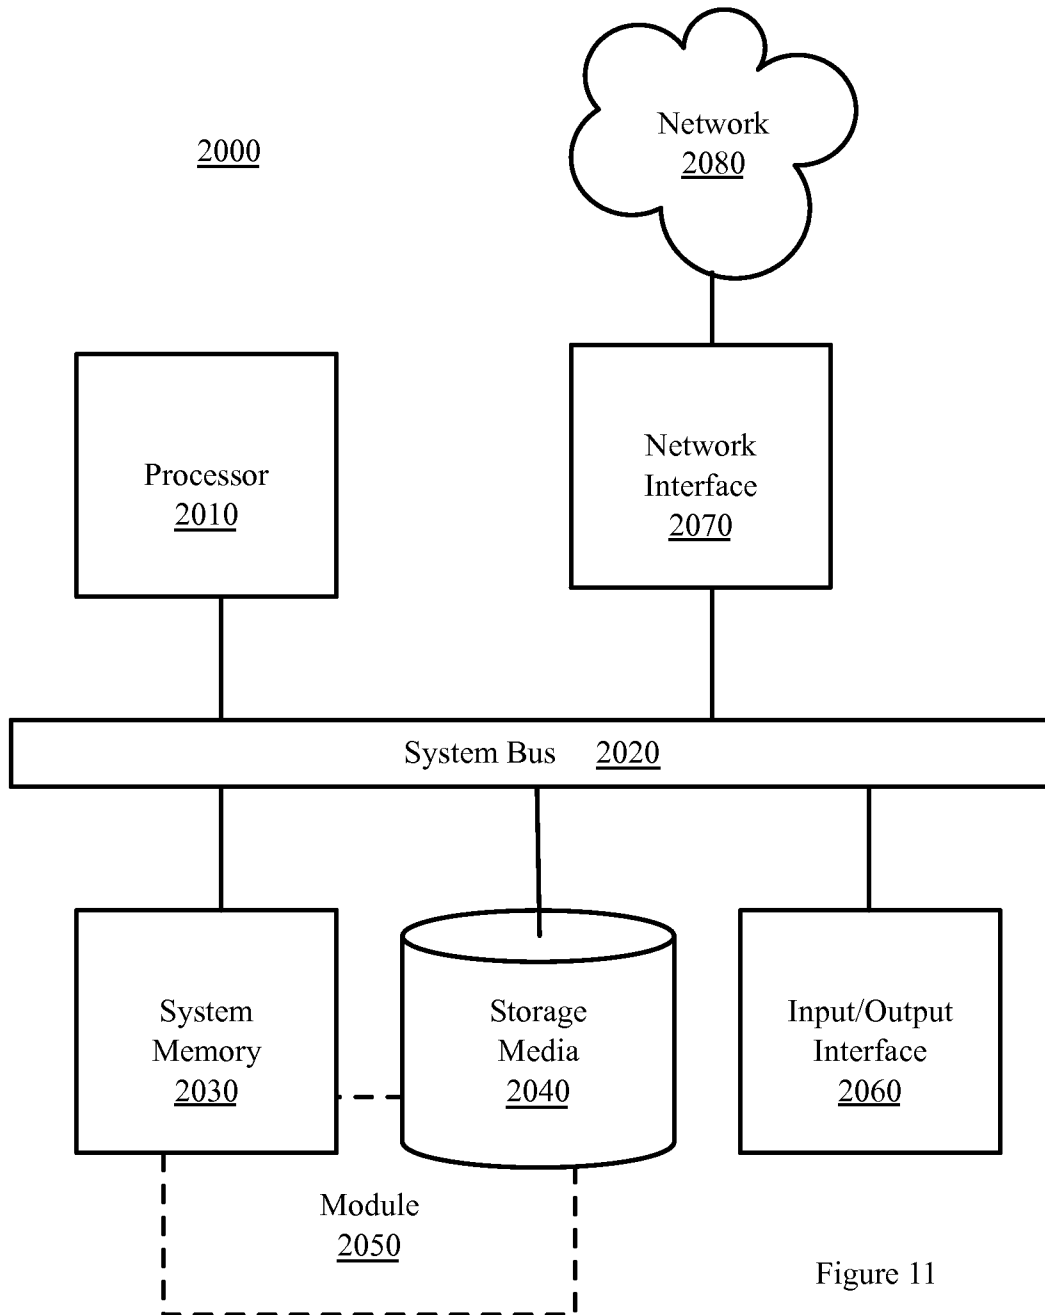 Network
2080
2000
Network
Interface
2070
Processor
2010
System Bus 2020
System
Memory
2030
Storage
Media
2040
Input/Output
Interface
2060
Module
2050
Figure 11